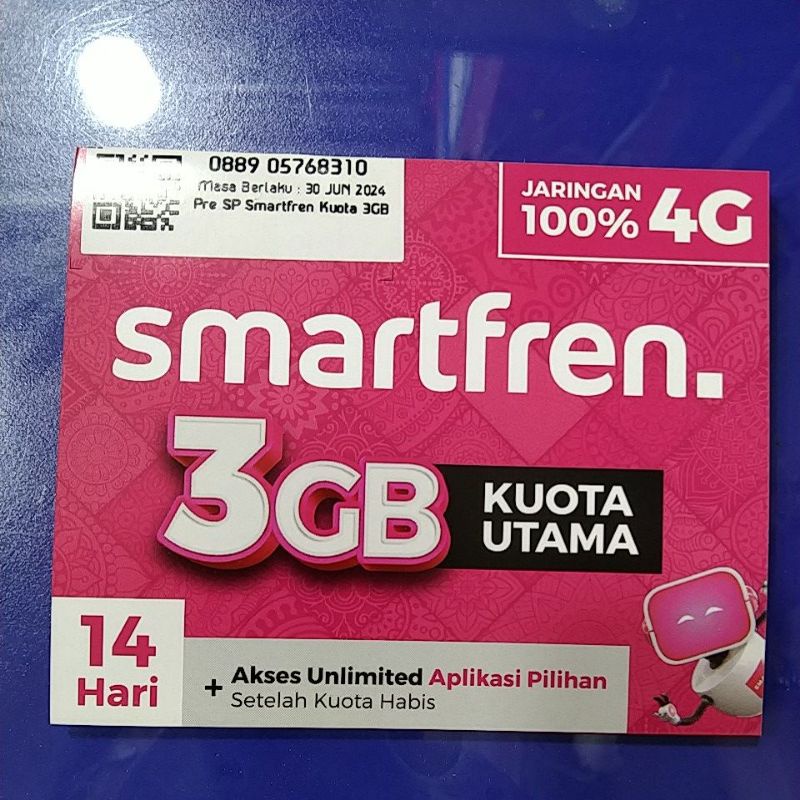 0889 05768310
Masa Berlaku : 30 JUN 2024
Pre SP Smartfren Kuota 3GB
JARINGAN
100% 4G
smartfren.
3GB
KUOTA
UTAMA
14
Hari
+ Akses Unlimited Aplikasi Pilihan
Setelah Kuota Habis